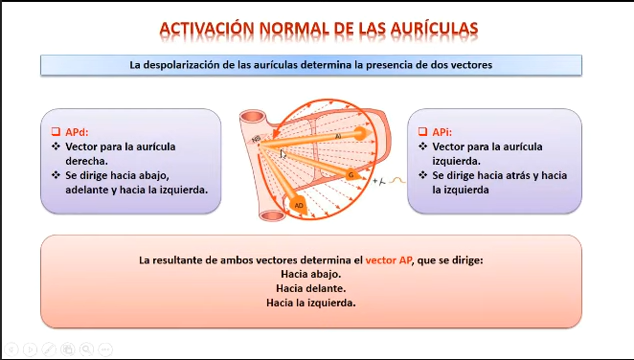 ACTIVACIÓN NORMAL DE LAS AURÍCULAS
La despolarización de las aurículas determina la presencia de dos vectores
APd:
Vector para la aurícula
derecha.
Se dirige hacia abajo,
adelante y hacia la izquierda.
NS
AI
G
AD
APi:
Vector para la aurícula
izquierda.
Se dirige hacia atrás y hacia
la izquierda
La resultante de ambos vectores determina el vector AP, que se dirige:
Hacia abajo.
Hacia delante.
Hacia la izquierda.